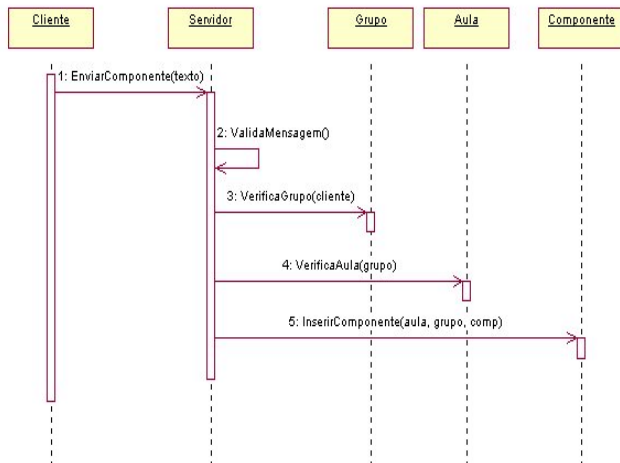 Cliente
Servidor
Grupo
Aula
Componente
1: EnviarComponente(texto)
2: ValidaMensagem()
3: VerificaGrupo(cliente)
4: VerificaAula(grupo)
5: InserirComponente(aula, grupo, comp)